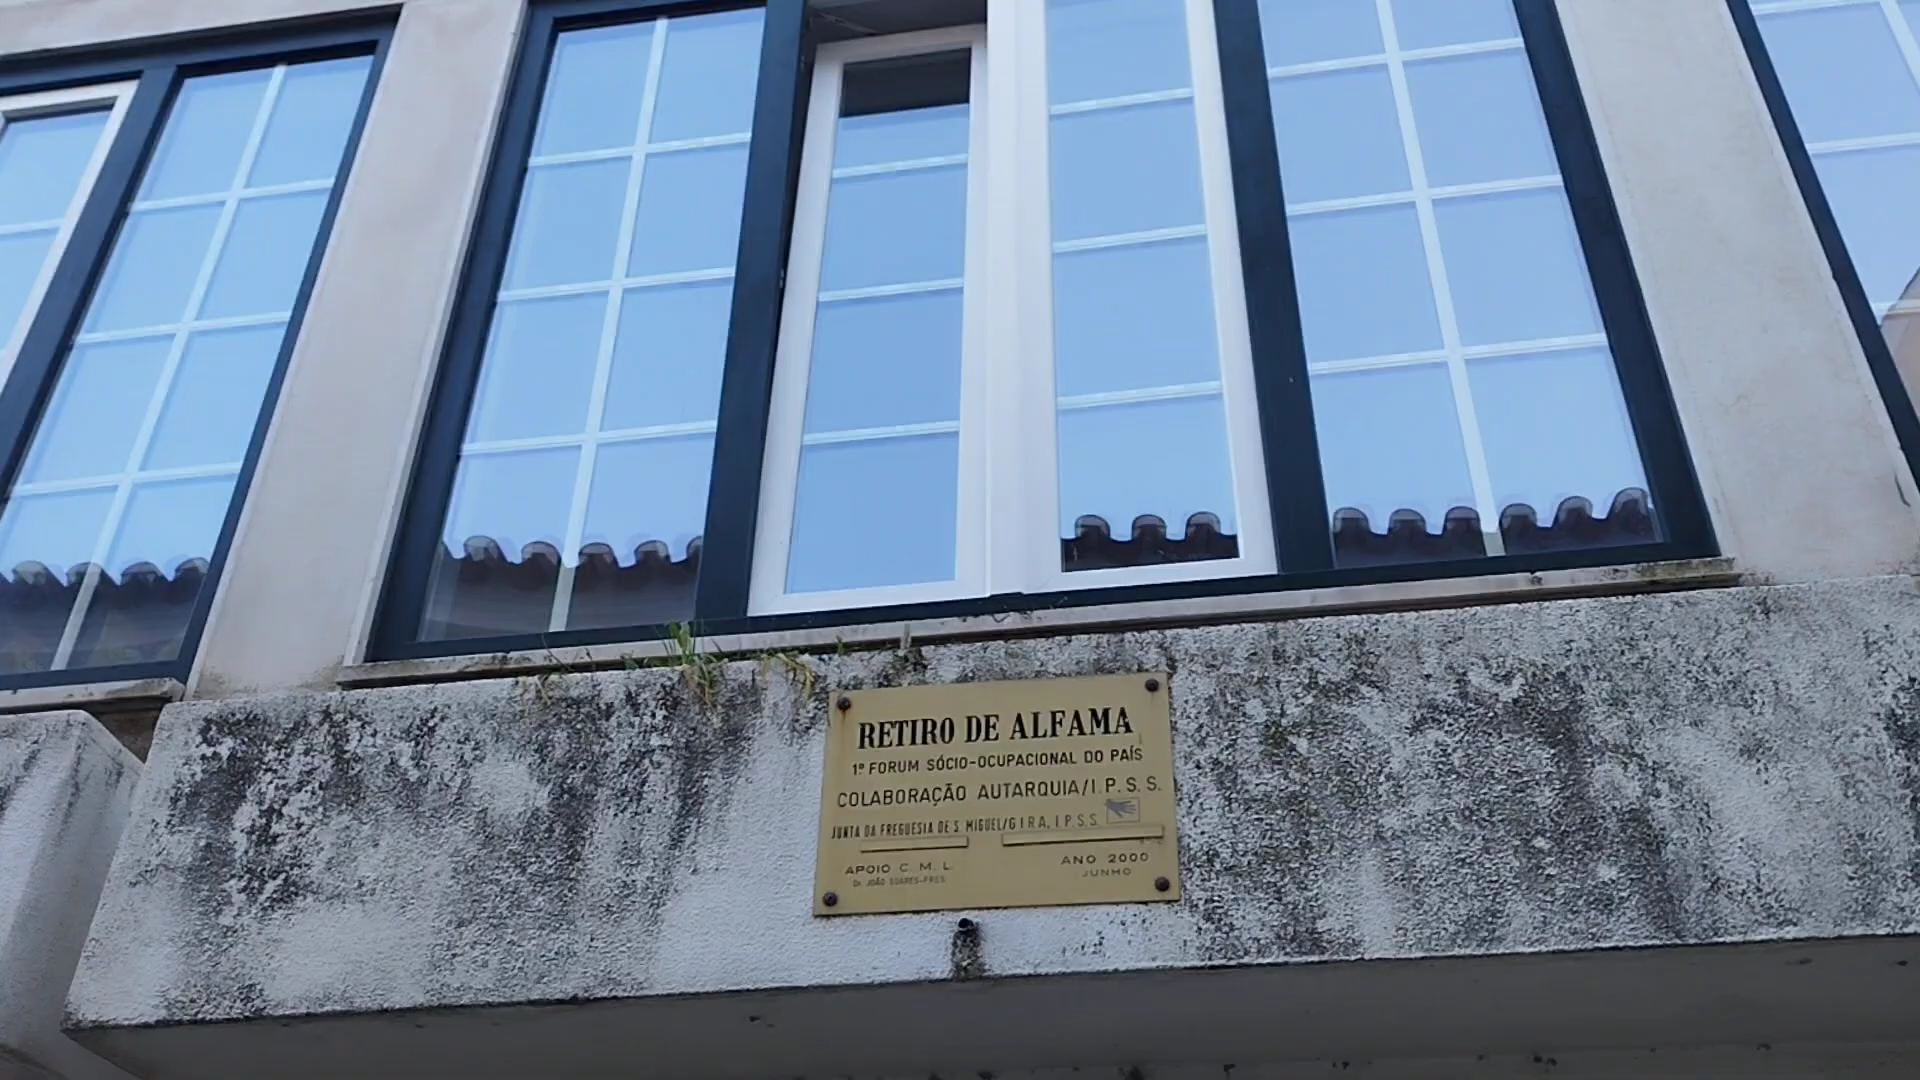 RETIRO DE ALFAMA
1º FORUM SÓCIO-OCUPACIONAL DO PAÍS
COLABORAÇÃO AUTARQUIA/I.P.S.S.
JUNTA DA FREGUESIA DE S. MIGUEL/G.I.R.A, I.P.S.S.
APOIO C.M.L.
Dr. JOÃO SOARES-PRES.
ANO 2000
JUNHO